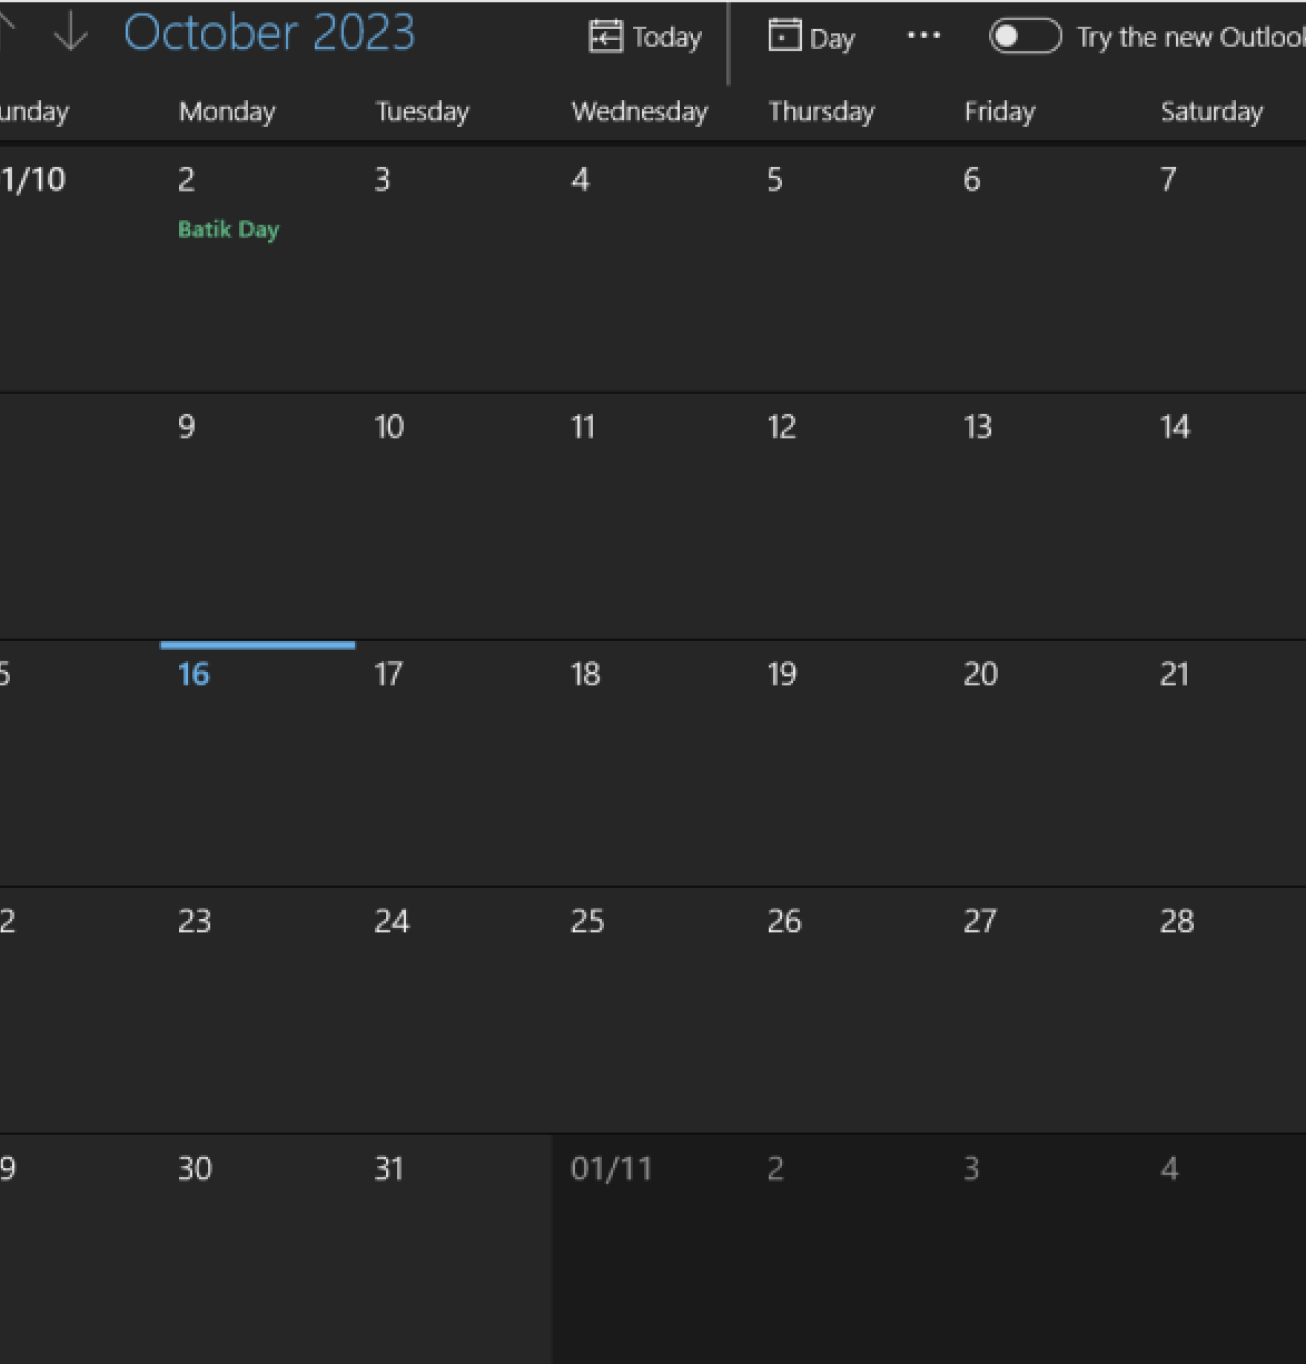 October 2023 Today Day ... Try the new Outlook
unday Monday Tuesday Wednesday Thursday Friday Saturday
1/10 2 3 4 5 6 7
Batik Day
9 10 11 12 13 14
5 16 17 18 19 20 21
2 23 24 25 26 27 28
9 30 31 01/11 2 3 4